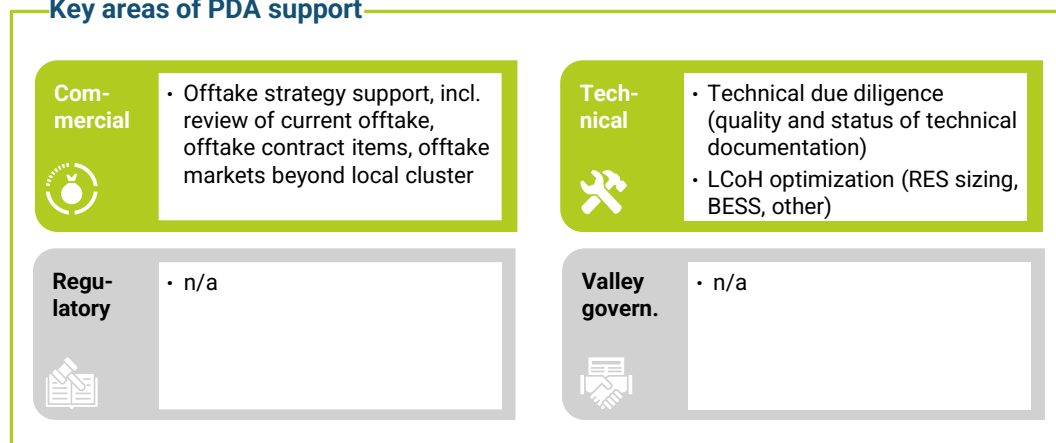 Key areas of PDA support
Com-
mercial
• Offtake strategy support, incl.
review of current offtake,
offtake contract items, offtake
markets beyond local cluster
Tech-
nical
• Technical due diligence
(quality and status of technical
documentation)
• LCoH optimization (RES sizing,
BESS, other)
Regu-
latory
• n/a
Valley
govern.
• n/a